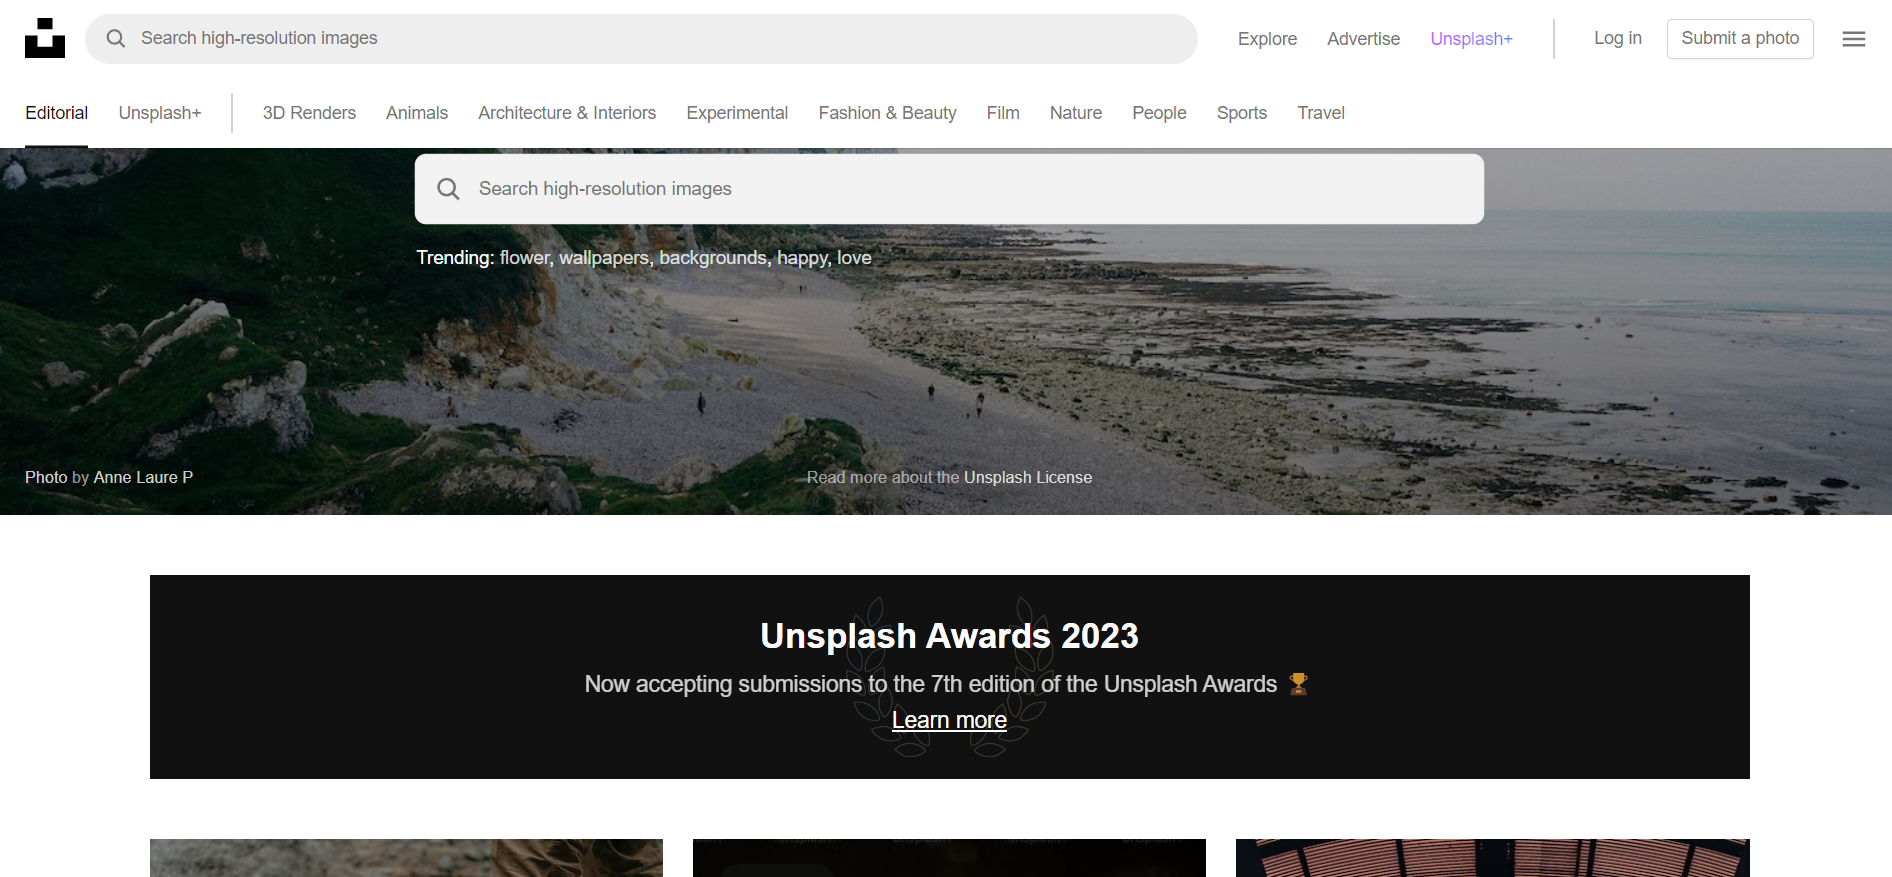 Search high-resolution images
Explore Advertise Unsplash+ Log in Submit a photo
Editorial Unsplash+ 3D Renders Animals Architecture & Interiors Experimental Fashion & Beauty Film Nature People Sports Travel
Search high-resolution images
Trending: flower, wallpapers, backgrounds, happy, love
Photo by Anne Laure P
Read more about the Unsplash License
Unsplash Awards 2023
Now accepting submissions to the 7th edition of the Unsplash Awards 🏆
Learn more